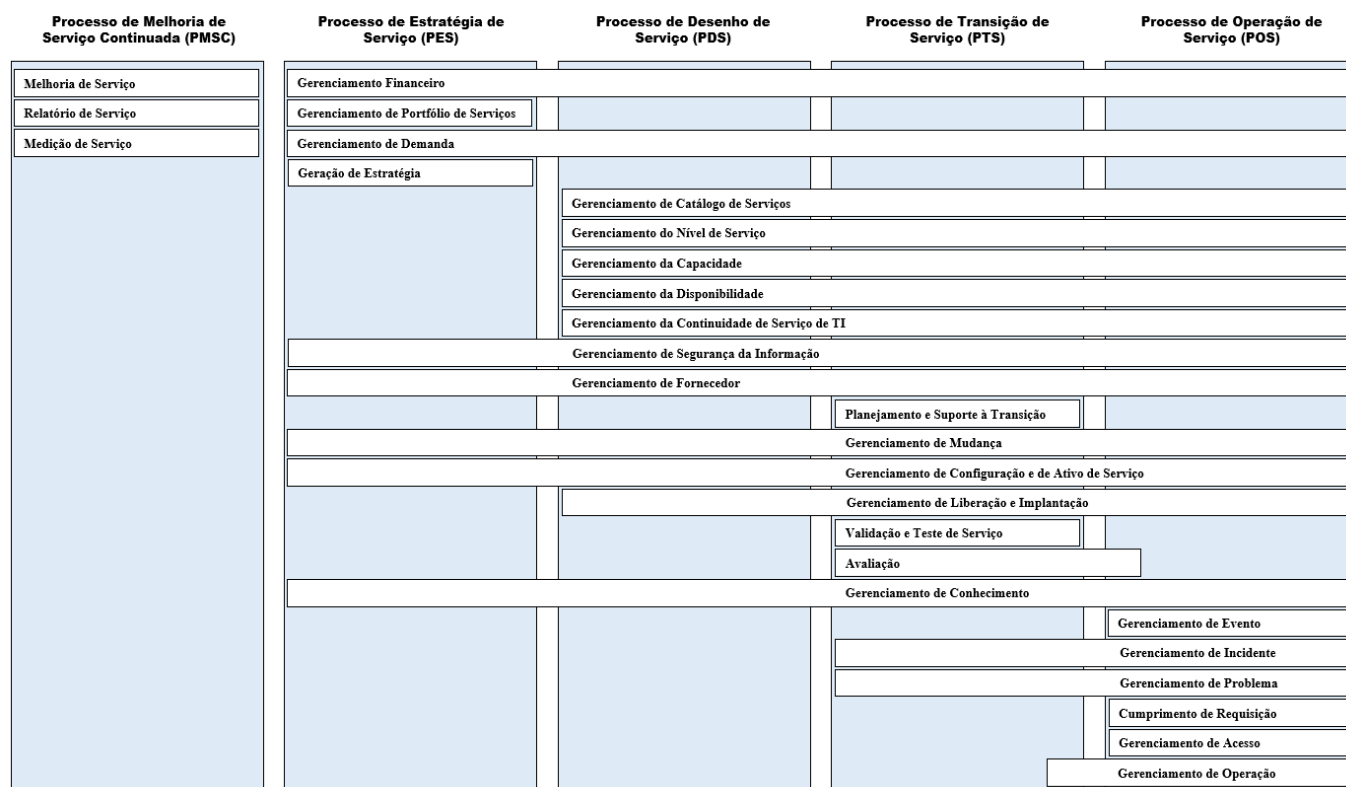 Processo de Melhoria de
Serviço Continuada (PMSC)
Processo de Estratégia de
Serviço (PES)
Processo de Desenho de
Serviço (PDS)
Processo de Transição de
Serviço (PTS)
Processo de Operação de
Serviço (POS)
Melhoria de Serviço
Gerenciamento Financeiro
Relatório de Serviço
Gerenciamento de Portfólio de Serviços
Medição de Serviço
Gerenciamento de Demanda
Geração de Estratégia
Gerenciamento de Catálogo de Serviços
Gerenciamento do Nível de Serviço
Gerenciamento da Capacidade
Gerenciamento da Disponibilidade
Gerenciamento da Continuidade de Serviço de TI
Gerenciamento de Segurança da Informação
Gerenciamento de Fornecedor
Planejamento e Suporte à Transição
Gerenciamento de Mudança
Gerenciamento de Configuração e de Ativo de Serviço
Gerenciamento de Liberação e Implantação
Validação e Teste de Serviço
Avaliação
Gerenciamento de Conhecimento
Gerenciamento de Evento
Gerenciamento de Incidente
Gerenciamento de Problema
Cumprimento de Requisição
Gerenciamento de Acesso
Gerenciamento de Operação